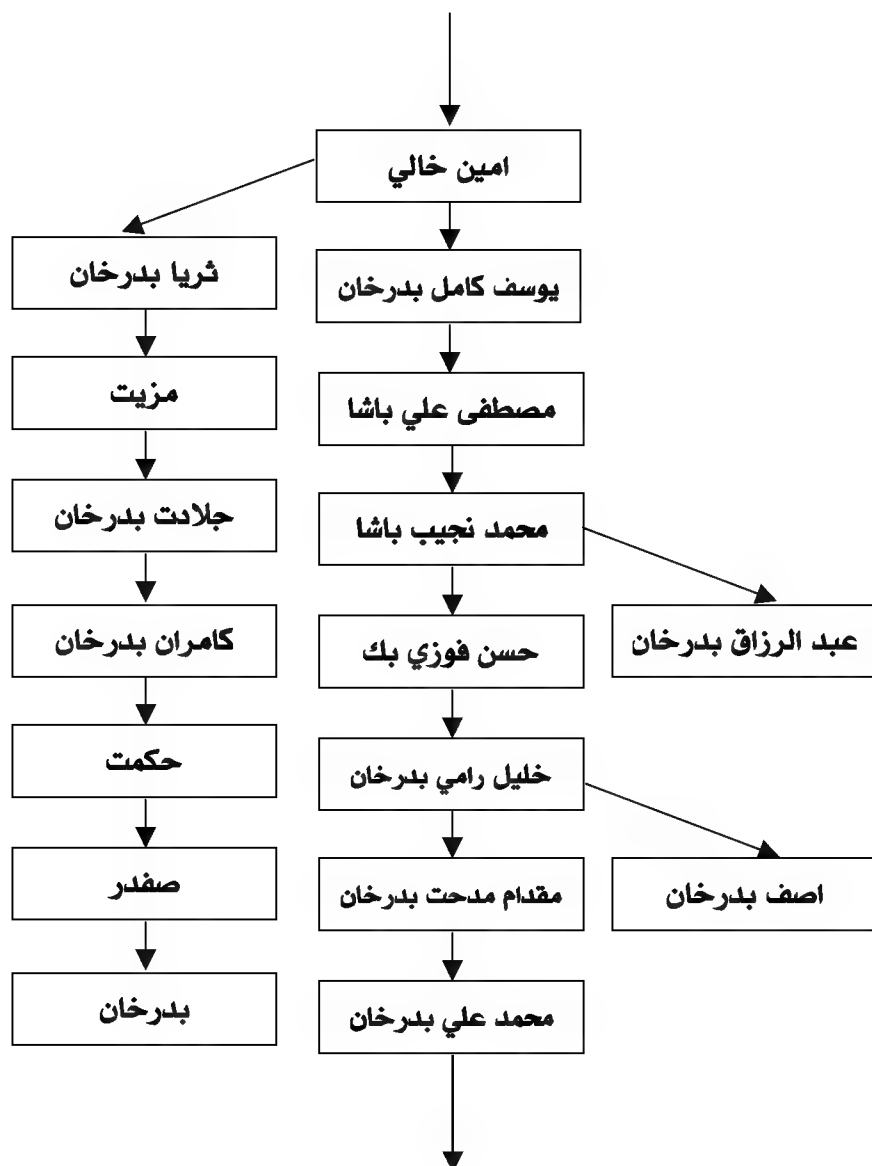 امين خالي
ثريا بدرخان
يوسف كامل بدرخان
مزيت
مصطفى علي باشا
جلادت بدرخان
محمد نجيب باشا
عبد الرزاق بدرخان
حسن فوزي بك
كامران بدرخان
حكمت
خليل رامي بدرخان
اصف بدرخان
مقدام مدحت بدرخان
صفدر
محمد علي بدرخان
بدرخان